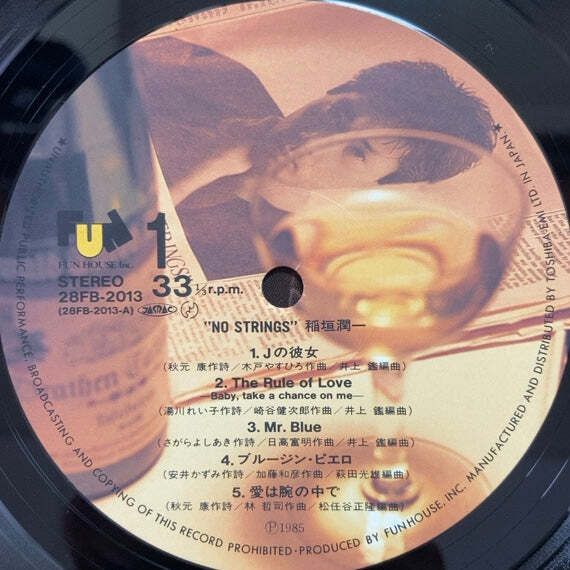 FUN
FUN HOUSE, Inc.
STEREO
28FB-2013
(28FB-2013-A) JASRAC
1
33⅓r.p.m.
"NO STRINGS" 稲垣潤一
1. Jの彼女
(秋元 康作詩/木戸やすひろ作曲/井上 鑑編曲)
2. The Rule of Love
—Baby, take a chance on me—
(湯川れい子作詩/崎谷健次郎作曲/井上 鑑編曲)
3. Mr. Blue
(さがらよしあき作詩/日高富明作曲/井上 鑑編曲)
4. ブルージン・ピエロ
(安井かずみ作詩/加藤和彦作曲/萩田光雄編曲)
5. 愛は腕の中で
(秋元 康作詩/林 哲司作曲/松任谷正隆編曲)
Ⓟ1985
PUBLIC PERFORMANCE, BROADCASTING AND COPYING OF THIS RECORD PROHIBITED·PRODUCED BY FUN HOUSE, INC. MANUFACTURED AND DISTRIBUTED BY TOSHIBA-EMI LTD. IN JAPAN.★